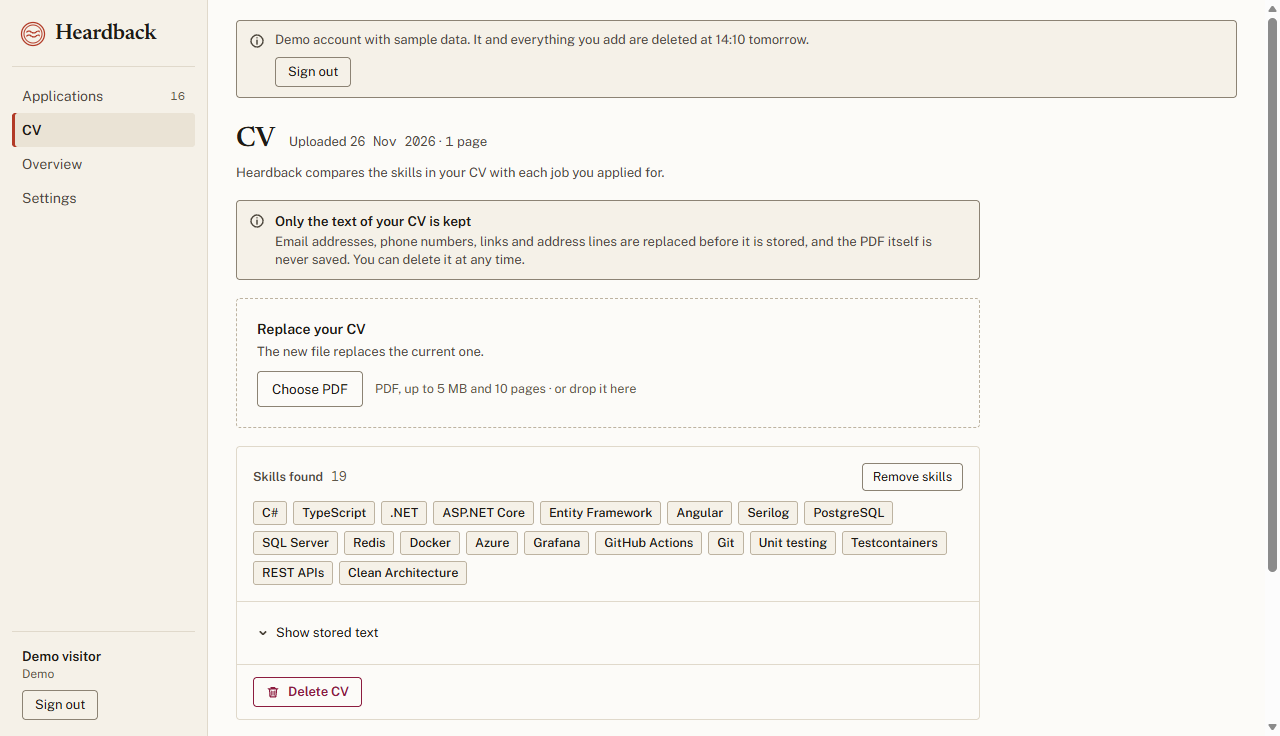 Heardback
Applications 16
CV
Overview
Settings
Demo visitor
Demo
Sign out
Demo account with sample data. It and everything you add are deleted at 14:10 tomorrow.
Sign out
CV Uploaded 26 Nov 2026 · 1 page
Heardback compares the skills in your CV with each job you applied for.
Only the text of your CV is kept
Email addresses, phone numbers, links and address lines are replaced before it is stored, and the PDF itself is
never saved. You can delete it at any time.
Replace your CV
The new file replaces the current one.
Choose PDF PDF, up to 5 MB and 10 pages · or drop it here
Skills found 19 Remove skills
C# TypeScript .NET ASP.NET Core Entity Framework Angular Serilog PostgreSQL
SQL Server Redis Docker Azure Grafana GitHub Actions Git Unit testing Testcontainers
REST APIs Clean Architecture
Show stored text
Delete CV